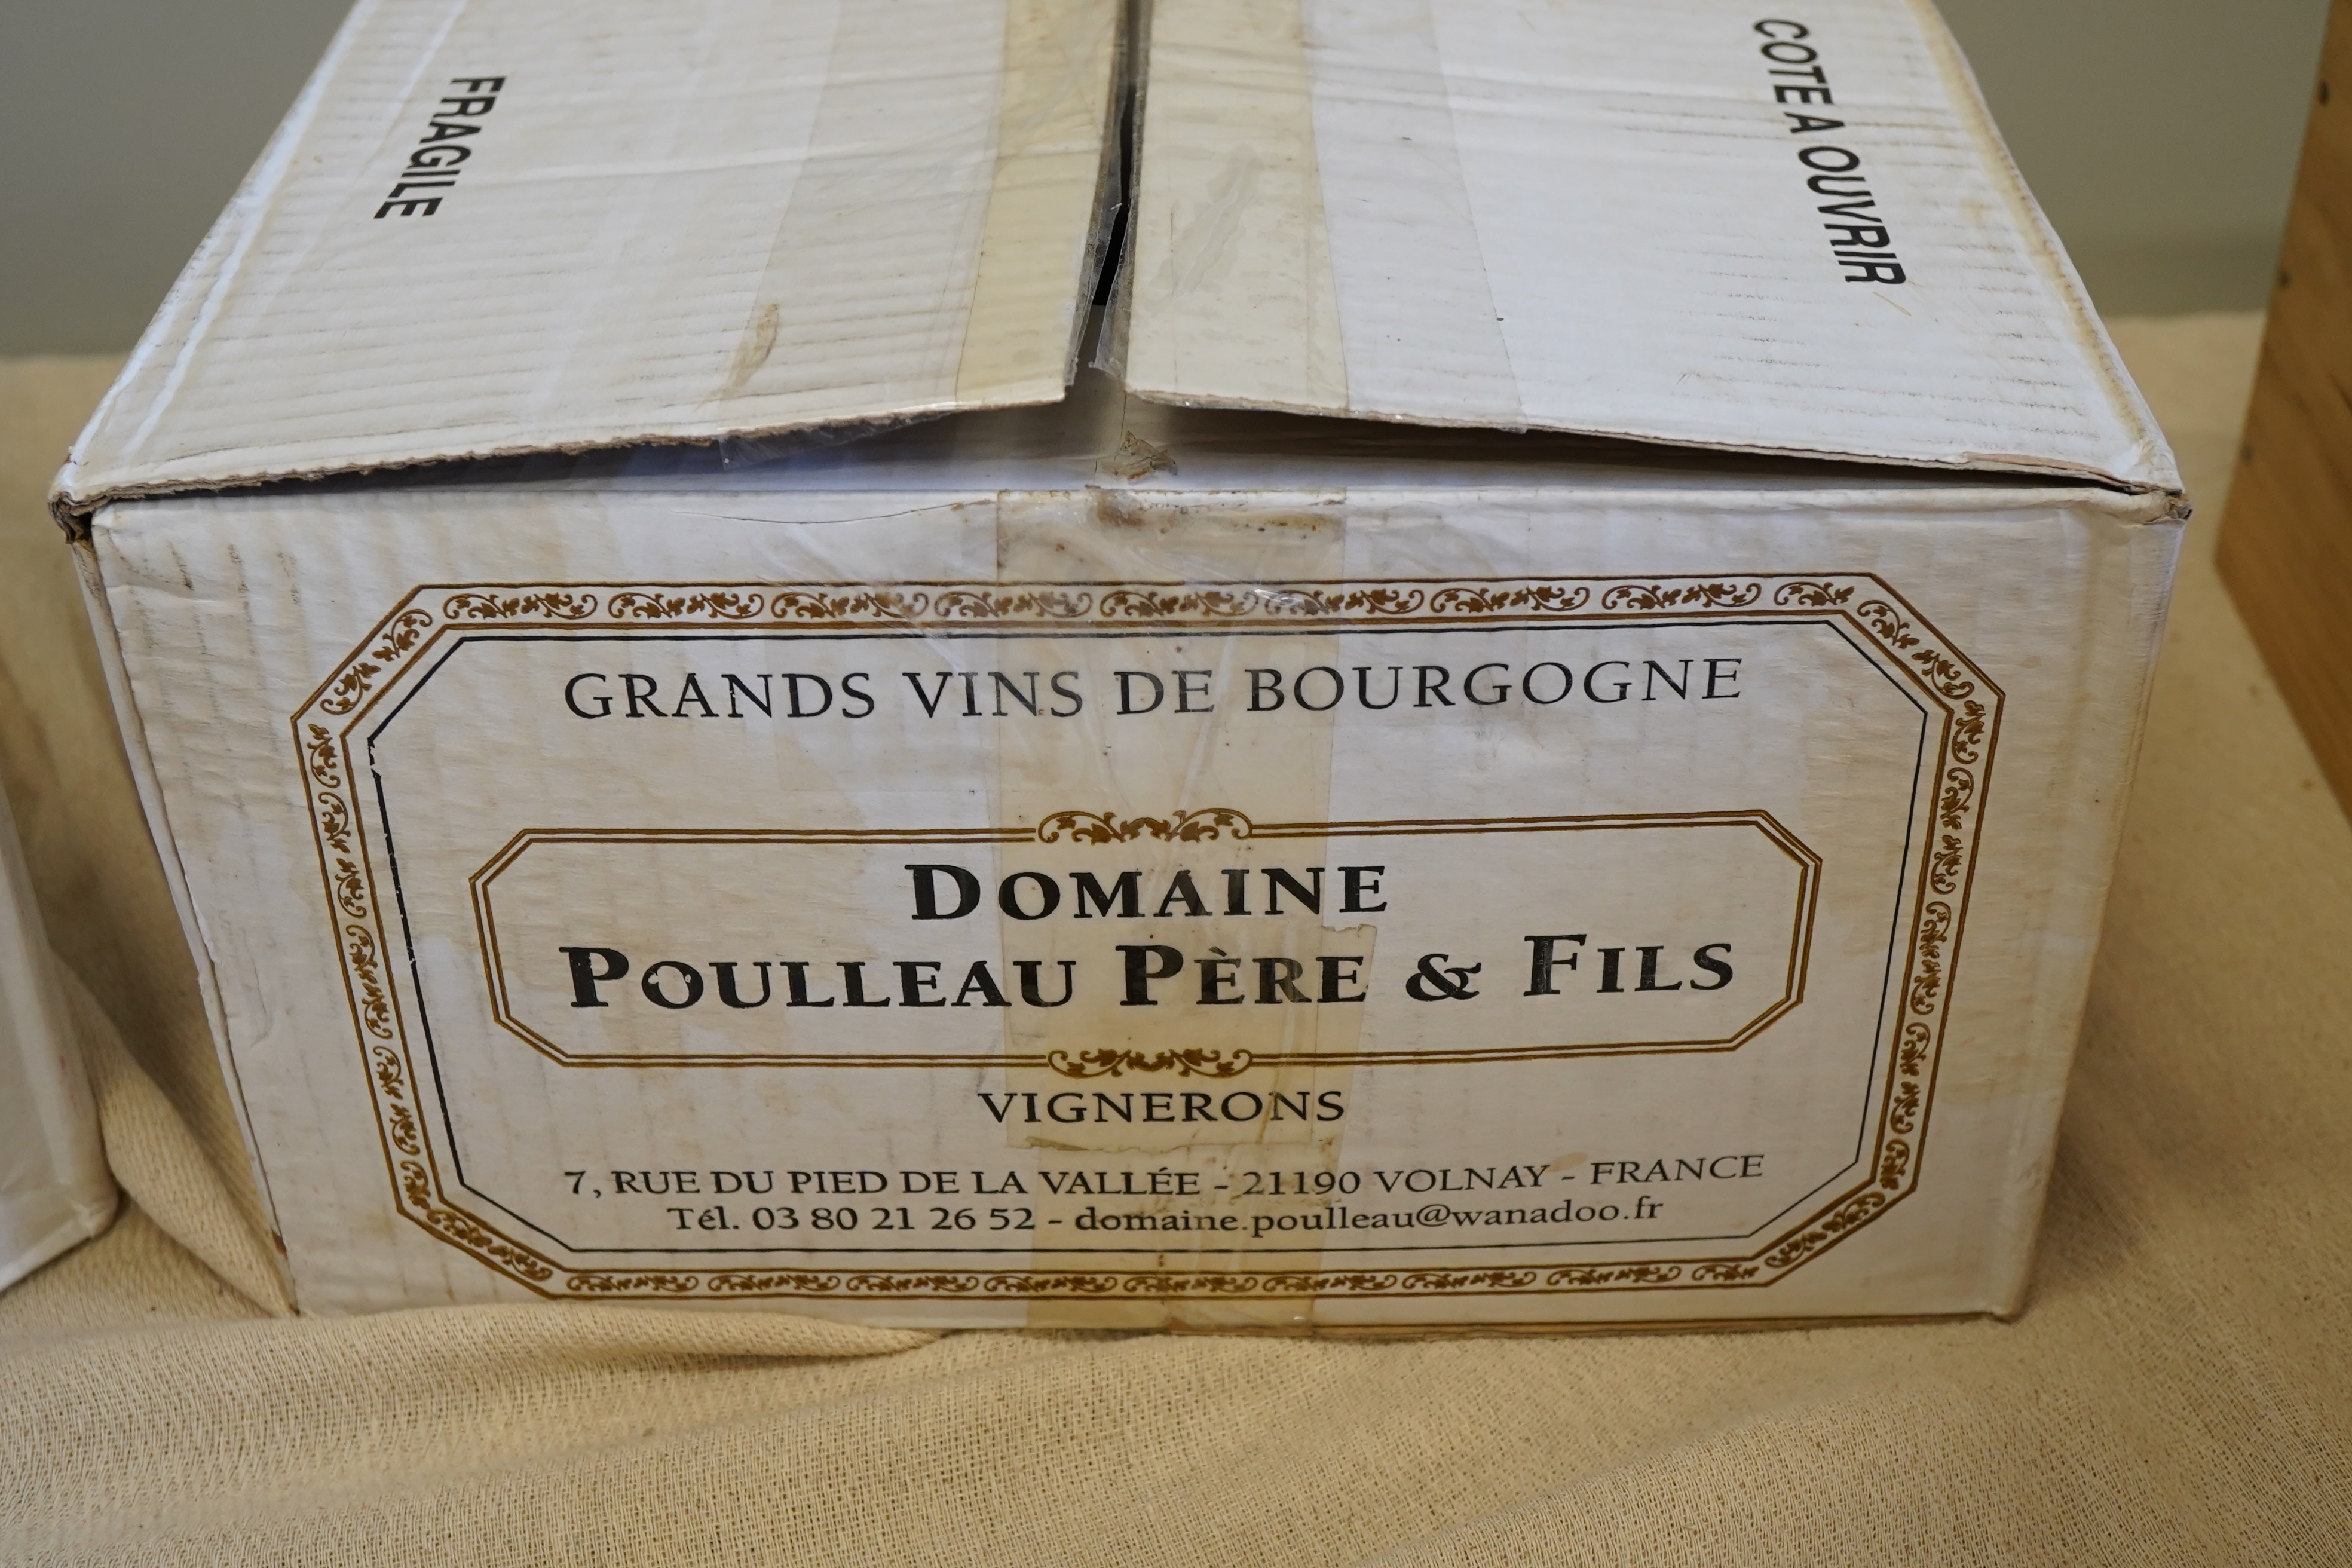 FRAGILE
COTE A OUVRIR
GRANDS VINS DE BOURGOGNE
DOMAINE
POULLEAU PÈRE & FILS
VIGNERONS
7, RUE DU PIED DE LA VALLÉE - 21190 VOLNAY - FRANCE
Tél. 03 80 21 26 52 - domaine.poulleau@wanadoo.fr